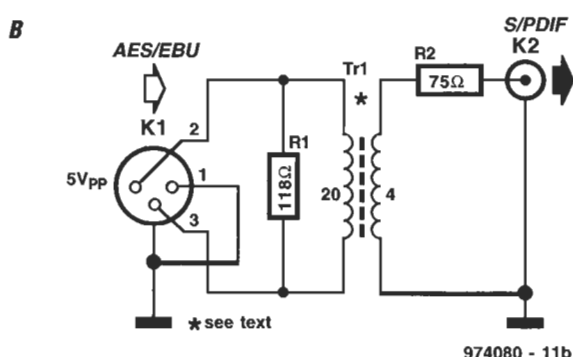 B
AES/EBU
S/PDIF
K2
K1
Tr1
*
R2
75Ω
2
1
3
5VPP
R1
118Ω
20
4
* see text
974080 - 11b